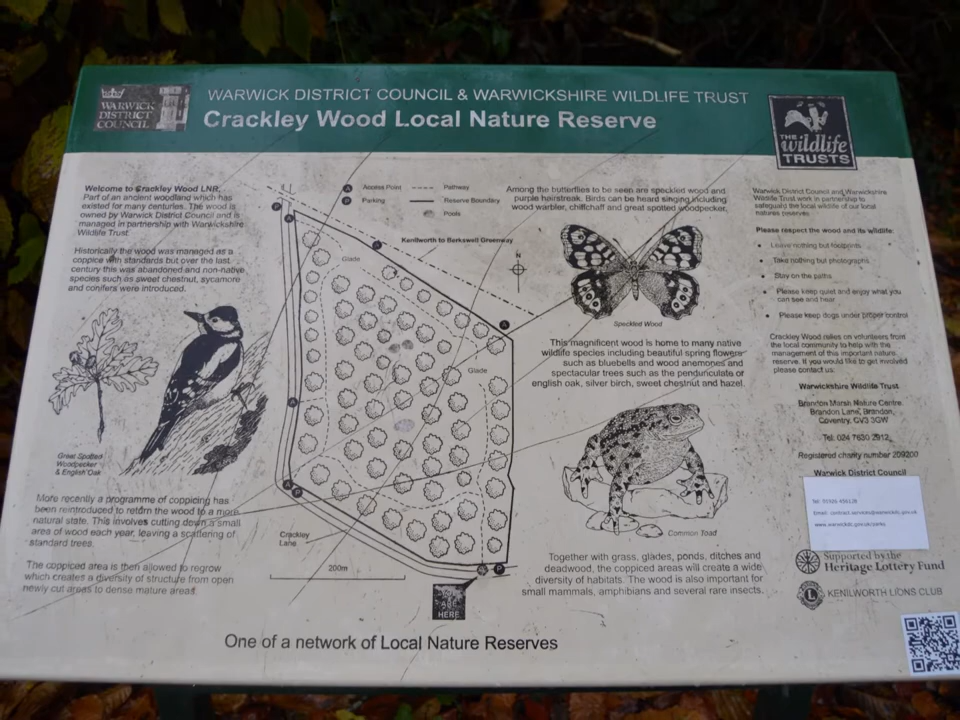 WARWICK
DISTRICT
COUNCIL
WARWICK DISTRICT COUNCIL & WARWICKSHIRE WILDLIFE TRUST
Crackley Wood Local Nature Reserve
THE
wildlife
TRUSTS
Welcome to Crackley Wood LNR.
Part of an ancient woodland which has
existed for many centuries. The wood is
owned by Warwick District Council and is
managed in partnership with Warwickshire
Wildlife Trust.
Historically the wood was managed as a
coppice with standards but over the last
century this was abandoned and non-native
species such as sweet chestnut, sycamore
and conifers were introduced.
Great Spotted
Woodpecker
& English Oak
More recently a programme of coppicing has
been reintroduced to return the wood to a more
natural state. This involves cutting down a small
area of wood each year, leaving a scattering of
standard trees.
The coppiced area is then allowed to regrow
which creates a diversity of structure from open
newly cut areas to dense mature areas.
A Access Point
Pathway
P Parking
Reserve Boundary
Pools
P
A
A
Kenilworth to Berkswell Greenway
N
Glade
A
Glade
A
A
P
Crackley
Lane
200m
P
YOU
ARE
HERE
Among the butterflies to be seen are speckled wood and
purple hairstreak. Birds can be heard singing including
wood warbler, chiffchaff and great spotted woodpecker.
Speckled Wood
This magnificent wood is home to many native
wildlife species including beautiful spring flowers
such as bluebells and wood anemones and
spectacular trees such as the pendunculate or
english oak, silver birch, sweet chestnut and hazel.
Common Toad
Together with grass, glades, ponds, ditches and
deadwood, the coppiced areas will create a wide
diversity of habitats. The wood is also important for
small mammals, amphibians and several rare insects.
Warwick District Council and Warwickshire
Wildlife Trust work in partnership to
safeguard the local wildlife of our local
natures reserves
Please respect the wood and its wildlife.
• Leave nothing but footprints
• Take nothing but photographs
• Stay on the paths
• Please keep quiet and enjoy what you
can see and hear
• Please keep dogs under proper control
Crackley Wood relies on volunteers from
the local community to help with the
management of this important nature
reserve. If you would like to get involved
please contact us:
Warwickshire Wildlife Trust
Brandon Marsh Nature Centre
Brandon Lane, Brandon,
Coventry. CV3 3GW
Tel: 024 7630 2912
Registered charity number 209200
Warwick District Council
Tel: 01926 456128
www.warwickdc.gov.uk/parks
Supported by the
Heritage Lottery Fund
L KENILWORTH LIONS CLUB
One of a network of Local Nature Reserves